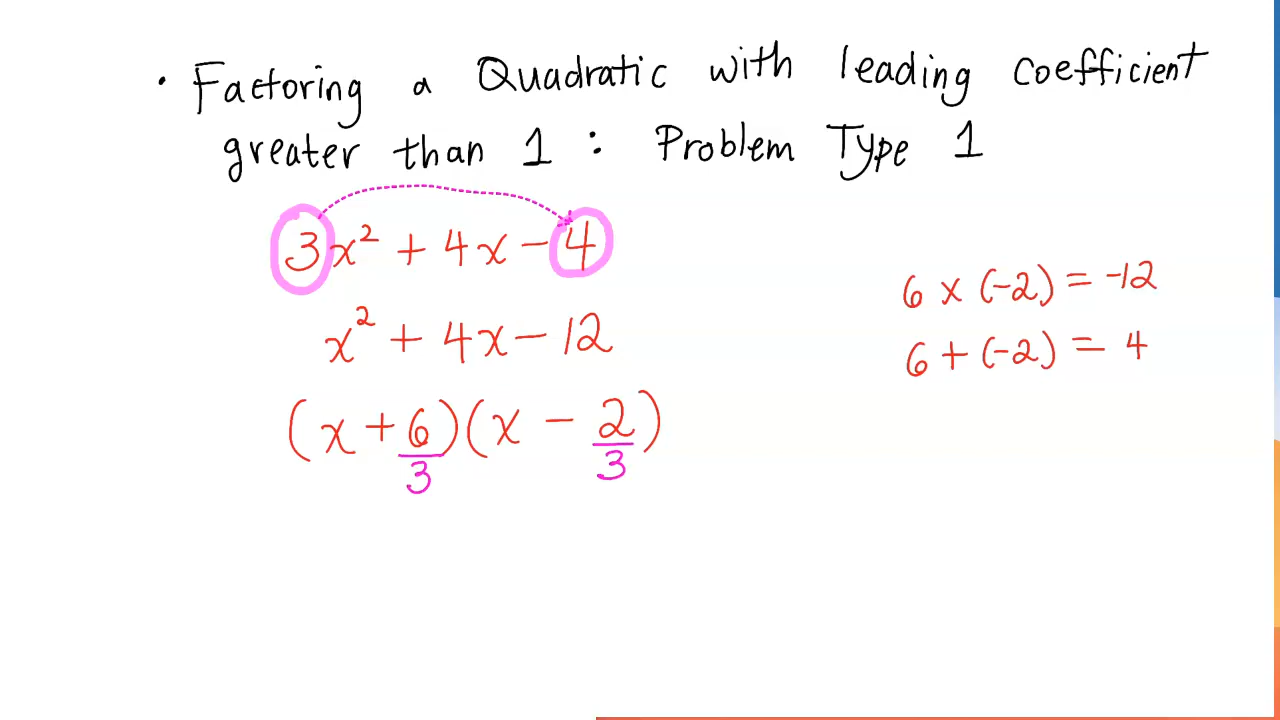 · Factoring a Quadratic with leading coefficient
greater than 1 : Problem Type 1
3x² + 4x - 4
x² + 4x - 12
(x + 6/3)(x - 2/3)
6 × (-2) = -12
6 + (-2) = 4